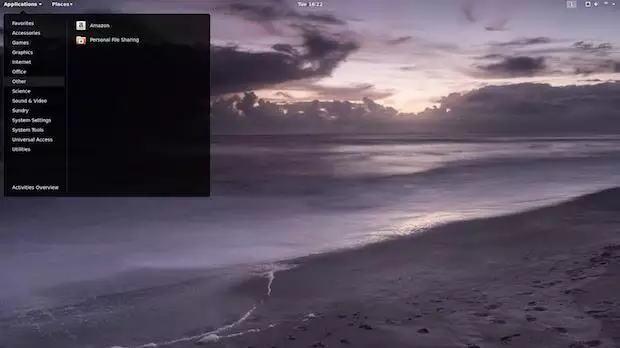 Applications Places Tue 16:22 1
Favorites
Accessories
Games
Graphics
Internet
Office
Other
Science
Sound & Video
Sundry
System Settings
System Tools
Universal Access
Utilities
Activities Overview
Amazon
Personal File Sharing